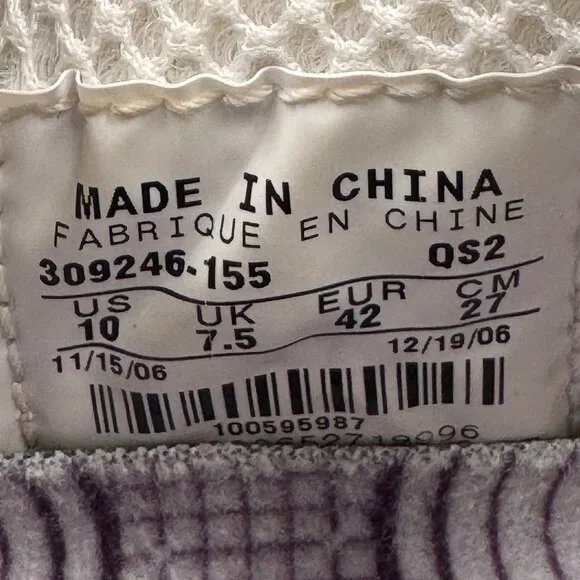 MADE IN CHINA
FABRIQUE EN CHINE
309246-155 QS2
US UK EUR CM
10 7.5 42 27
11/15/06 12/19/06
100595987